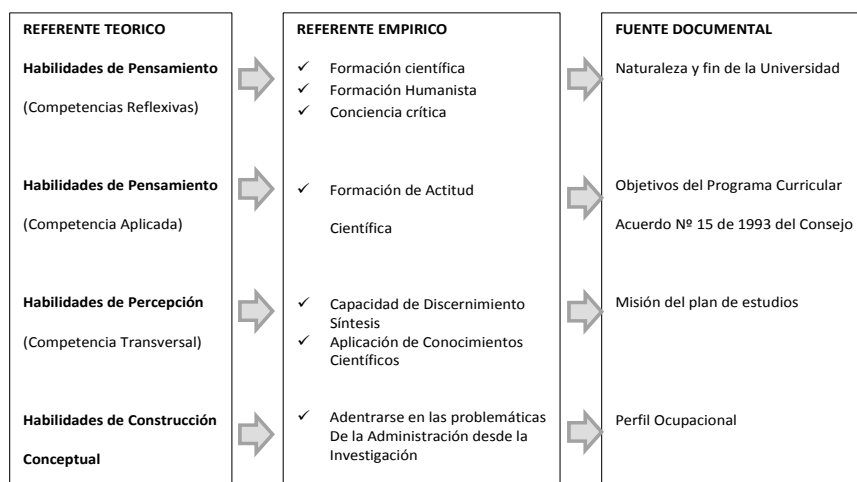 REFERENTE TEORICO
Habilidades de Pensamiento
(Competencias Reflexivas)
Habilidades de Pensamiento
(Competencia Aplicada)
Habilidades de Percepción
(Competencia Transversal)
Habilidades de Construcción
Conceptual
REFERENTE EMPIRICO
✓ Formación científica
✓ Formación Humanista
✓ Conciencia crítica
✓ Formación de Actitud
Científica
✓ Capacidad de Discernimiento
Síntesis
✓ Aplicación de Conocimientos
Científicos
✓ Adentrarse en las problemáticas
De la Administración desde la
Investigación
FUENTE DOCUMENTAL
Naturaleza y fin de la Universidad
Objetivos del Programa Curricular
Acuerdo Nº 15 de 1993 del Consejo
Misión del plan de estudios
Perfil Ocupacional